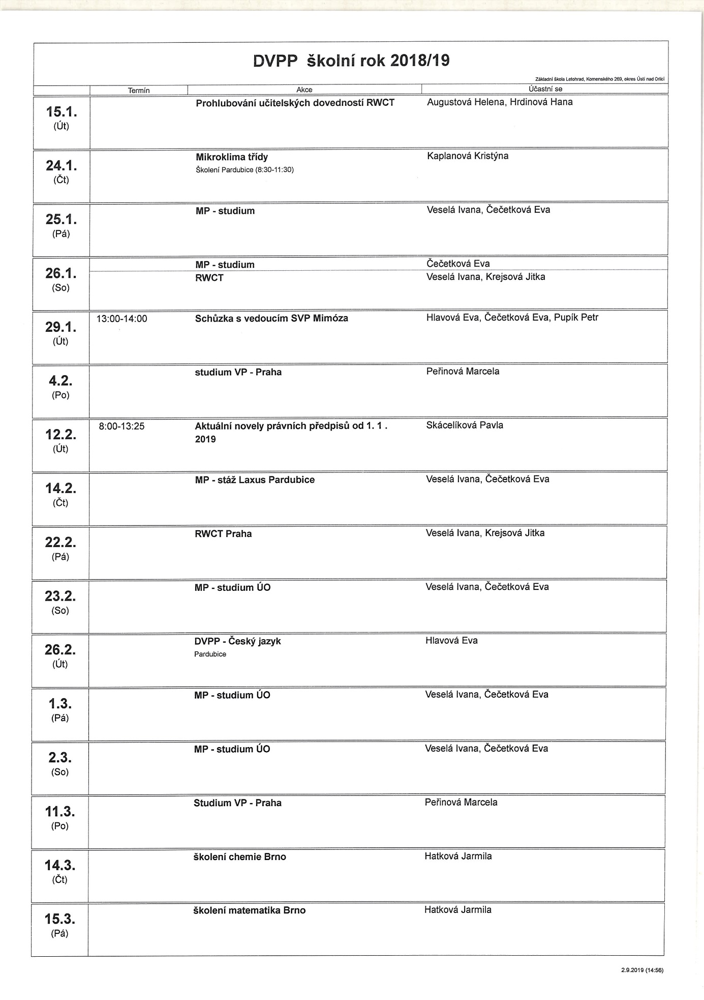 DVPP školní rok 2018/19
Základní škola Letohrad, Komenského 269, okres Ústí nad Orlicí
Termín Akce Účastní se
15.1. Prohlubování učitelských dovedností RWCT Augustová Helena, Hrdinová Hana
(Út)
24.1. Mikroklima třídy Kaplanová Kristýna
(Čt) Školení Pardubice (8:30-11:30)
25.1. MP - studium Veselá Ivana, Čečetková Eva
(Pá)
26.1. MP - studium Čečetková Eva
(So) RWCT Veselá Ivana, Krejsová Jitka
29.1. 13:00-14:00 Schůzka s vedoucím SVP Mimóza Hlavová Eva, Čečetková Eva, Pupík Petr
(Út)
4.2. studium VP - Praha Peřinová Marcela
(Po)
12.2. 8:00-13:25 Aktuální novely právních předpisů od 1. 1 . Skácelíková Pavla
(Út) 2019
14.2. MP - stáž Laxus Pardubice Veselá Ivana, Čečetková Eva
(Čt)
22.2. RWCT Praha Veselá Ivana, Krejsová Jitka
(Pá)
23.2. MP - studium ÚO Veselá Ivana, Čečetková Eva
(So)
26.2. DVPP - Český jazyk Hlavová Eva
(Út) Pardubice
1.3. MP - studium ÚO Veselá Ivana, Čečetková Eva
(Pá)
2.3. MP - studium ÚO Veselá Ivana, Čečetková Eva
(So)
11.3. Studium VP - Praha Peřinová Marcela
(Po)
14.3. školení chemie Brno Hatková Jarmila
(Čt)
15.3. školení matematika Brno Hatková Jarmila
(Pá)
2.9.2019 (14:56)